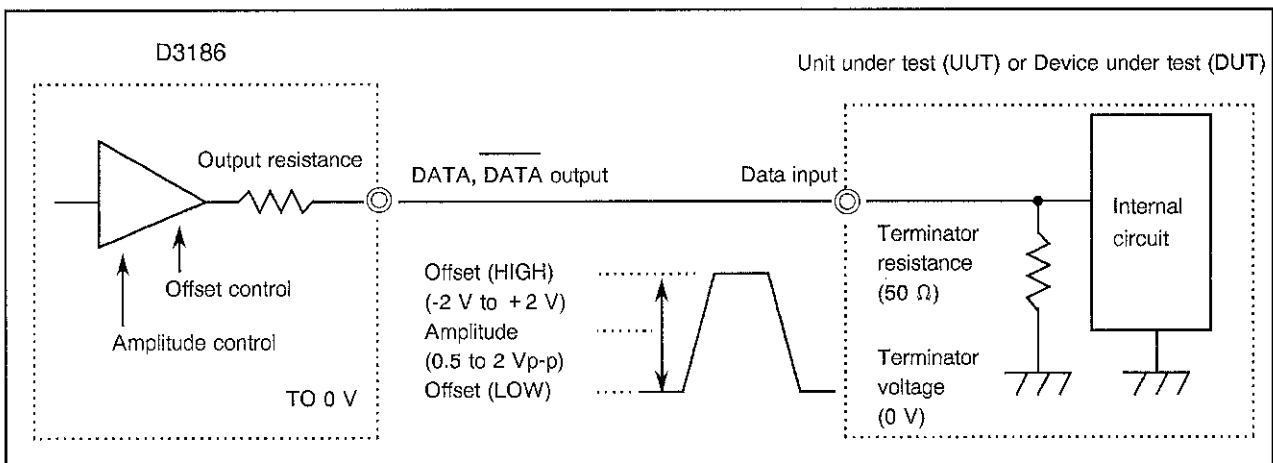 D3186
Unit under test (UUT) or Device under test (DUT)
Output resistance
DATA, D̅A̅T̅A̅ output
Data input
Offset control
Amplitude control
TO 0 V
Offset (HIGH)
(-2 V to +2 V)
Amplitude
(0.5 to 2 Vp-p)
Offset (LOW)
Terminator
resistance
(50 Ω)
Terminator
voltage
(0 V)
Internal
circuit